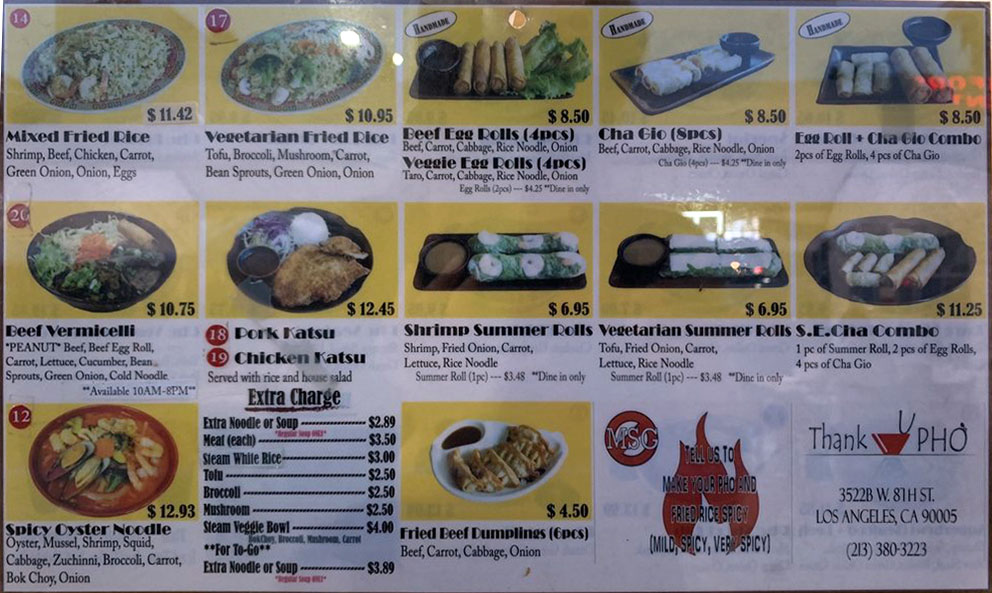 14
$ 11.42
Mixed Fried Rice
Shrimp, Beef, Chicken, Carrot,
Green Onion, Onion, Eggs
17
$ 10.95
Vegetarian Fried Rice
Tofu, Broccoli, Mushroom, Carrot,
Bean Sprouts, Green Onion, Onion
HANDMADE
$ 8.50
Beef Egg Rolls (4pcs)
Beef, Carrot, Cabbage, Rice Noodle, Onion
Veggie Egg Rolls (4pcs)
Taro, Carrot, Cabbage, Rice Noodle, Onion
Egg Rolls (2pcs) --- $4.25 **Dine in only
HANDMADE
$ 8.50
Cha Gio (8pcs)
Beef, Carrot, Cabbage, Rice Noodle, Onion
Cha Gio (4pcs) --- $4.25 **Dine in only
HANDMADE
$ 8.50
Egg Roll + Cha Gio Combo
2pcs of Egg Rolls, 4 pcs of Cha Gio
20
$ 10.75
Beef Vermicelli
*PEANUT* Beef, Beef Egg Roll,
Carrot, Lettuce, Cucumber, Bean
Sprouts, Green Onion, Cold Noodle
**Available 10AM-8PM**
$ 12.45
18 Pork Katsu
19 Chicken Katsu
Served with rice and house salad
$ 6.95
Shrimp Summer Rolls
Shrimp, Fried Onion, Carrot,
Lettuce, Rice Noodle
Summer Roll (1pc) --- $3.48 **Dine in only
$ 6.95
Vegetarian Summer Rolls
Tofu, Fried Onion, Carrot,
Lettuce, Rice Noodle
Summer Roll (1pc) --- $3.48 **Dine in only
$ 11.25
S.E.Cha Combo
1 pc of Summer Roll, 2 pcs of Egg Rolls,
4 pcs of Cha Gio
12
$ 12.93
Spicy Oyster Noodle
Oyster, Mussel, Shrimp, Squid,
Cabbage, Zuchinni, Broccoli, Carrot,
Bok Choy, Onion
Extra Charge
Extra Noodle or Soup $2.89
*Regular Soup ONLY*
Meat (each) $3.50
Steam White Rice $3.00
Tofu $2.50
Broccoli $2.50
Mushroom $2.50
Steam Veggie Bowl $4.00
BokChoy, Broccoli, Mushroom, Carrot
**For To-Go**
Extra Noodle or Soup $3.89
*Regular Soup ONLY*
$ 4.50
Fried Beef Dumplings (6pcs)
Beef, Carrot, Cabbage, Onion
MSG
TELL US TO
MAKE YOUR PHO AND
FRIED RICE SPICY
[MILD, SPICY, VERY SPICY]
Thank U PHO
3522B W. 8TH ST.
LOS ANGELES, CA 90005
(213) 380-3223